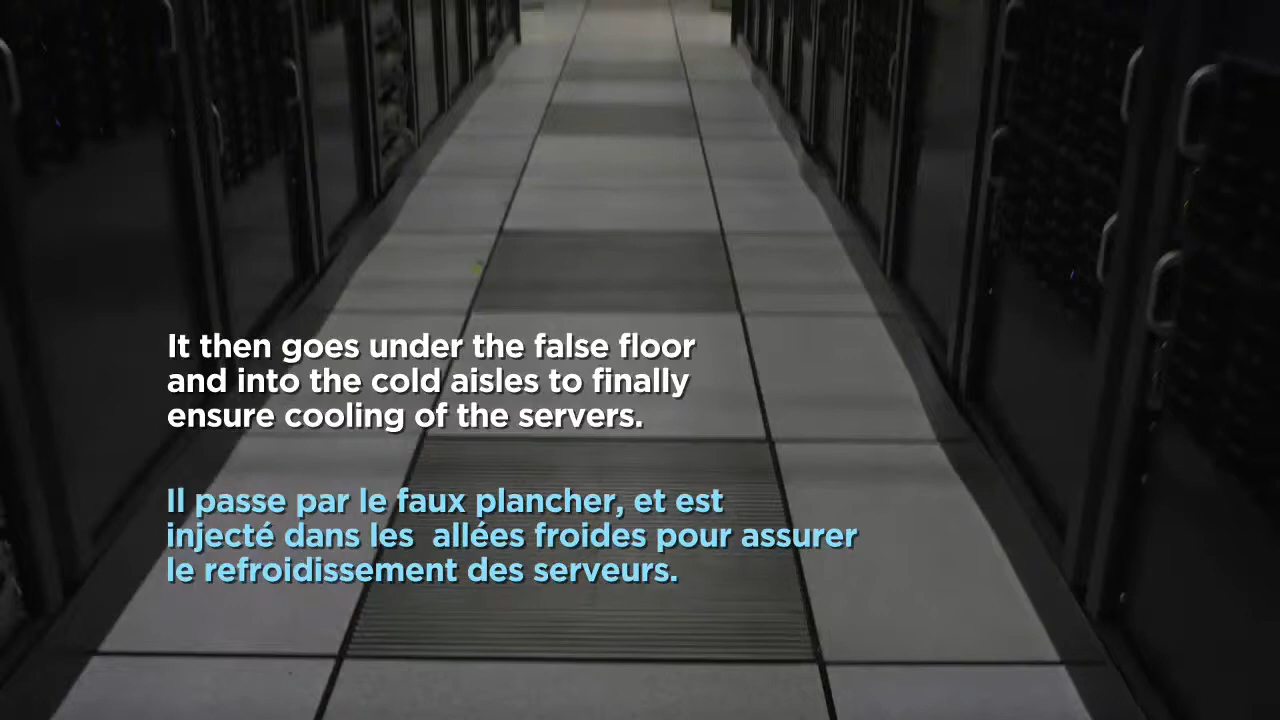 It then goes under the false floor
and into the cold aisles to finally
ensure cooling of the servers.
Il passe par le faux plancher, et est
injecté dans les  allées froides pour assurer
le refroidissement des serveurs.